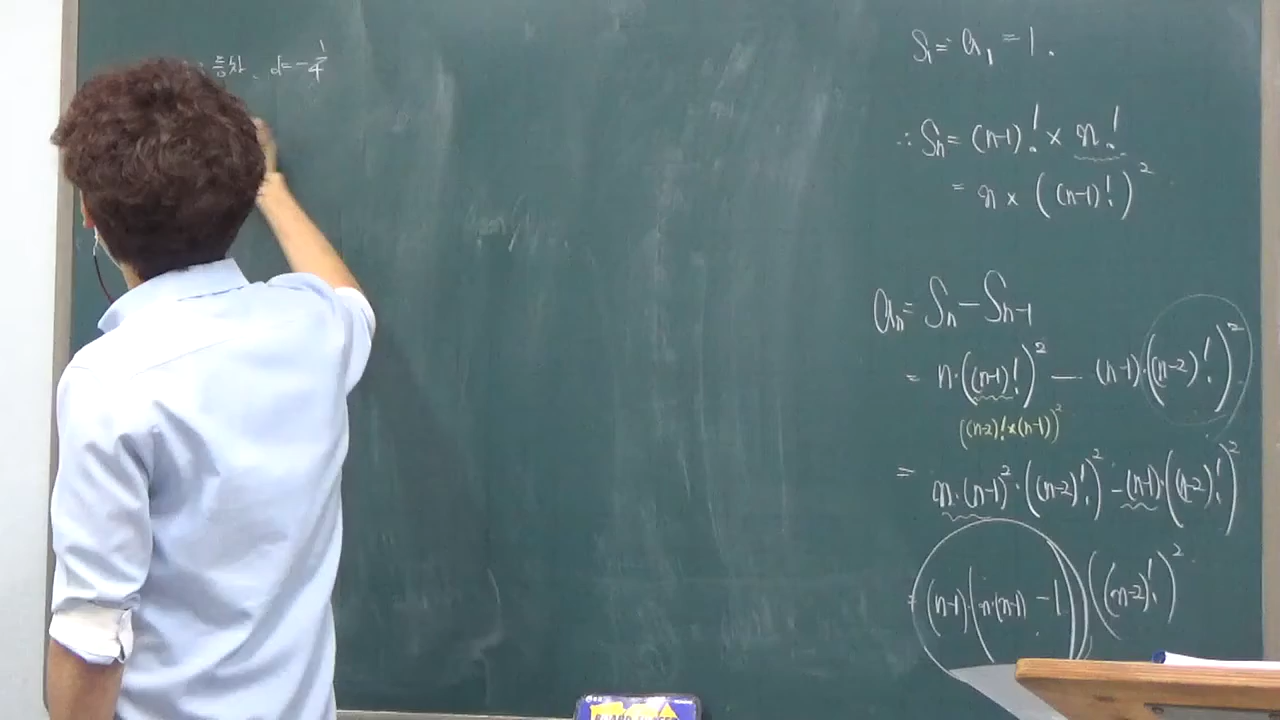 등차, d=-1/4
S₁=a₁=1.
∴ Sₙ=(n-1)!×n!
=n×((n-1)!)²
aₙ=Sₙ-Sₙ₋₁
=n·((n-1)!)²-(n-1)·((n-2)!)²
((n-2)!×(n-1))²
=n·(n-1)²·((n-2)!)²-(n-1)·((n-2)!)²
=(n-1)·(n·(n-1)-1)((n-2)!)²